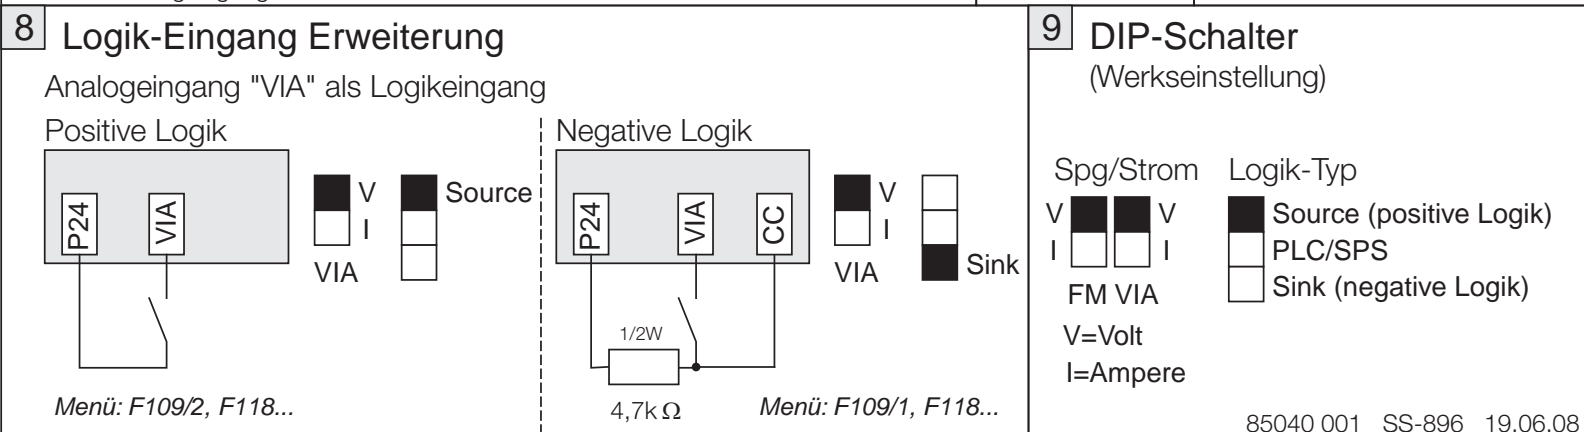 8 Logik-Eingang Erweiterung
Analogeingang "VIA" als Logikeingang
Positive Logik
P24
VIA
V
I
VIA
Source
Menü: F109/2, F118...
Negative Logik
P24
VIA
CC
V
I
VIA
Sink
1/2W
4,7k Ω
Menü: F109/1, F118...
9 DIP-Schalter
(Werkseinstellung)
Spg/Strom
V V
I I
FM VIA
V=Volt
I=Ampere
Logik-Typ
Source (positive Logik)
PLC/SPS
Sink (negative Logik)
85040 001 SS-896 19.06.08